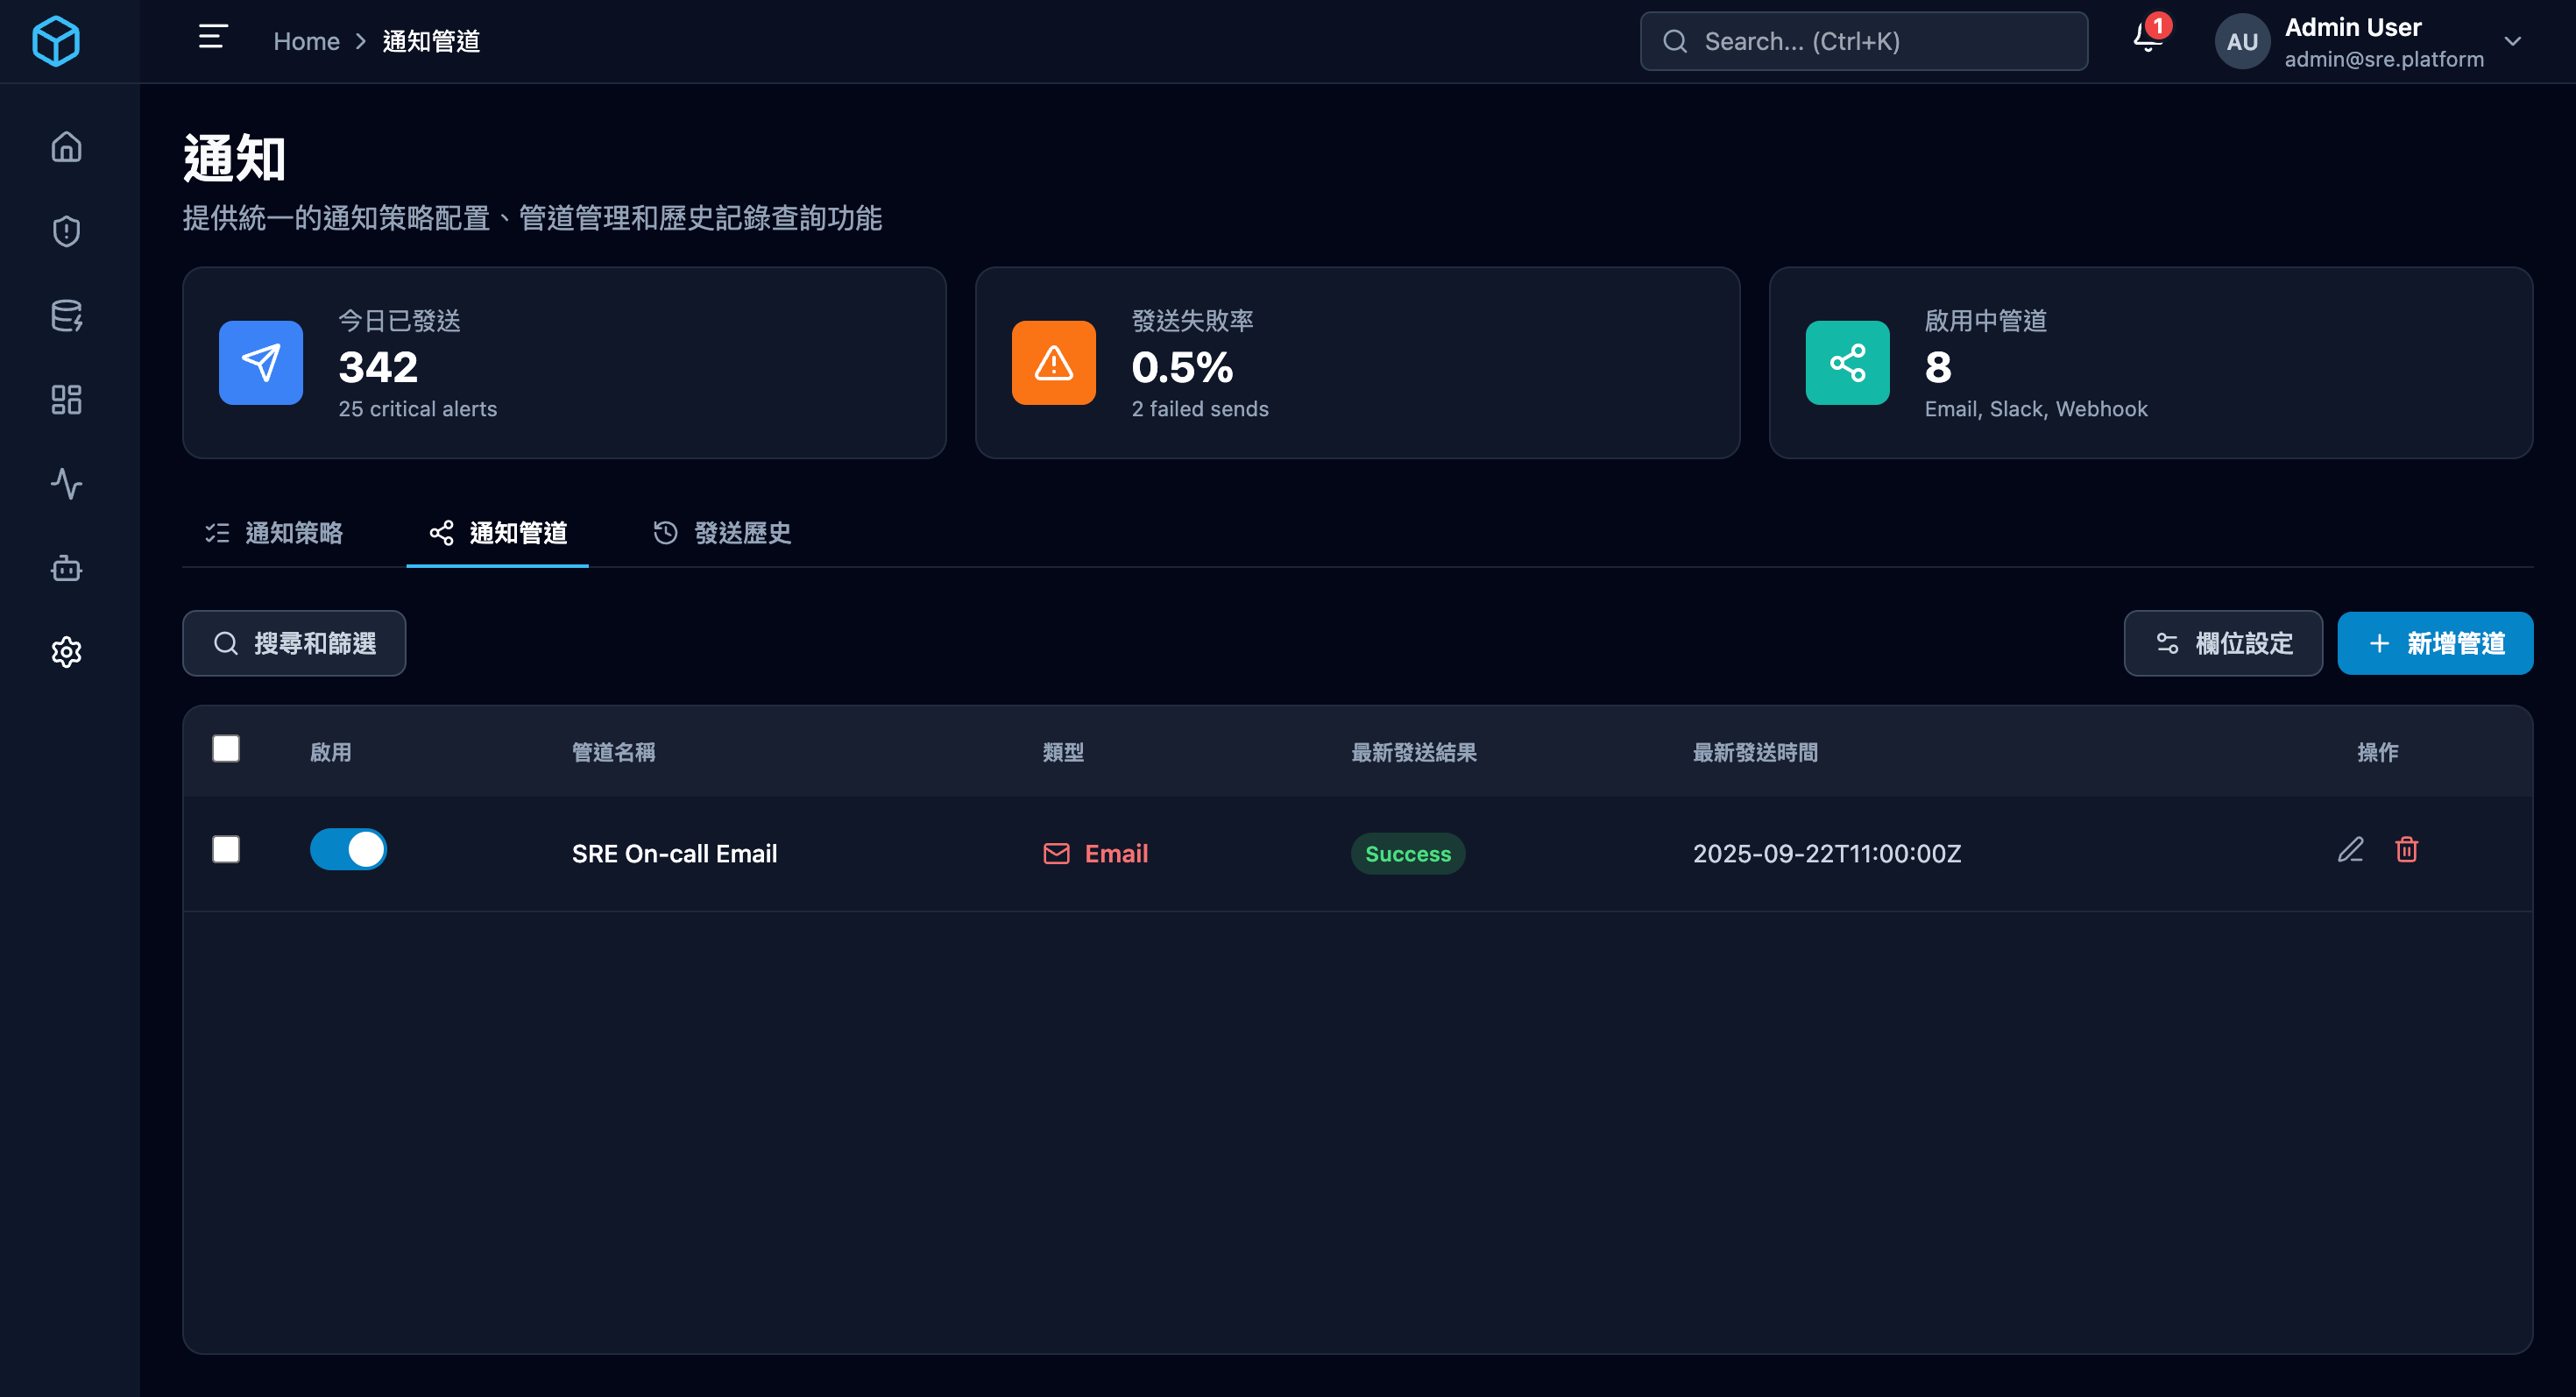 Home > 通知管道
Search... (Ctrl+K)
1
AU
Admin User
admin@sre.platform
通知
提供統一的通知策略配置、管道管理和歷史記錄查詢功能
今日已發送
342
25 critical alerts
發送失敗率
0.5%
2 failed sends
啟用中管道
8
Email, Slack, Webhook
通知策略
通知管道
發送歷史
搜尋和篩選
欄位設定
新增管道
啟用 管道名稱 類型 最新發送結果 最新發送時間 操作
SRE On-call Email Email Success 2025-09-22T11:00:00Z